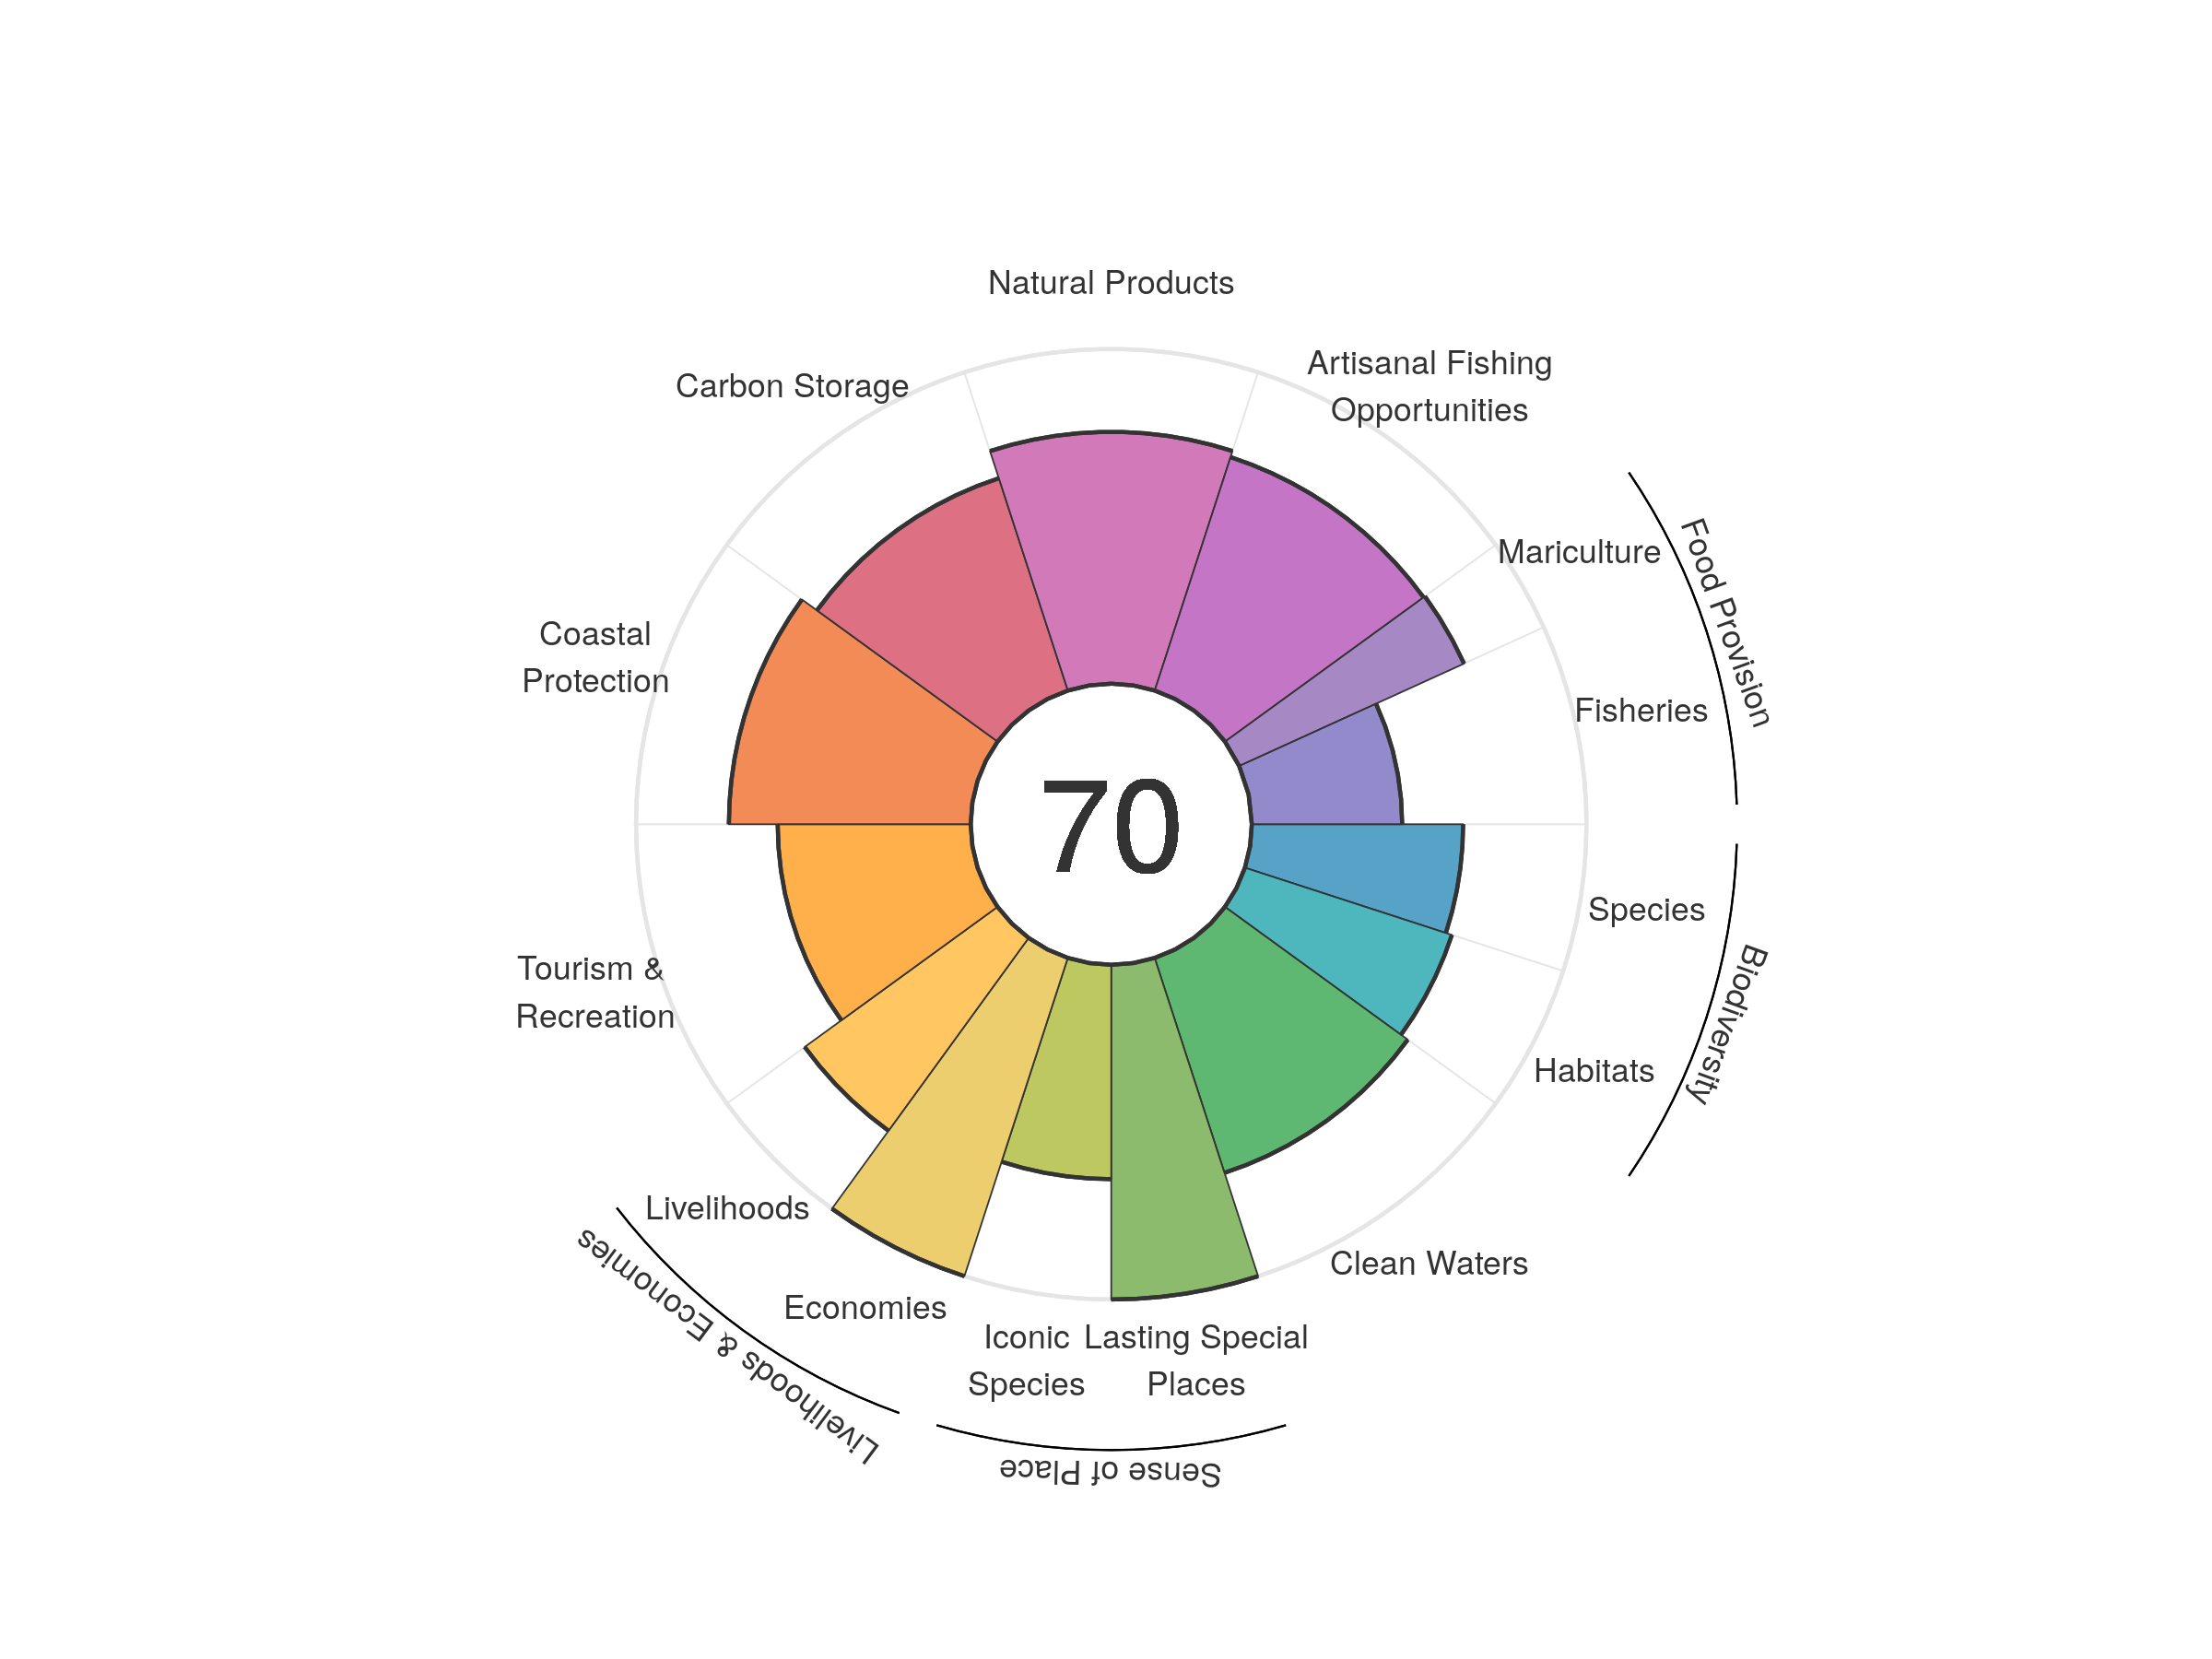 Natural Products
Artisanal Fishing
Opportunities
Carbon Storage
Mariculture
Food Provision
Coastal
Protection
Fisheries
70
Species
Biodiversity
Tourism &
Recreation
Habitats
Livelihoods
Clean Waters
Livelihoods & Economies
Economies
Iconic
Species
Lasting Special
Places
Sense of Place